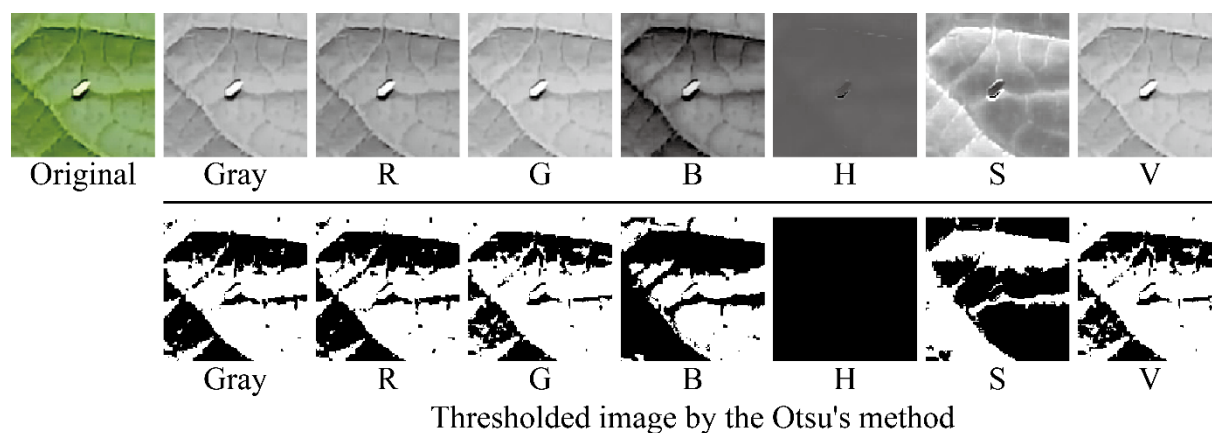 Original Gray R G B H S V
Gray R G B H S V
Thresholded image by the Otsu's method